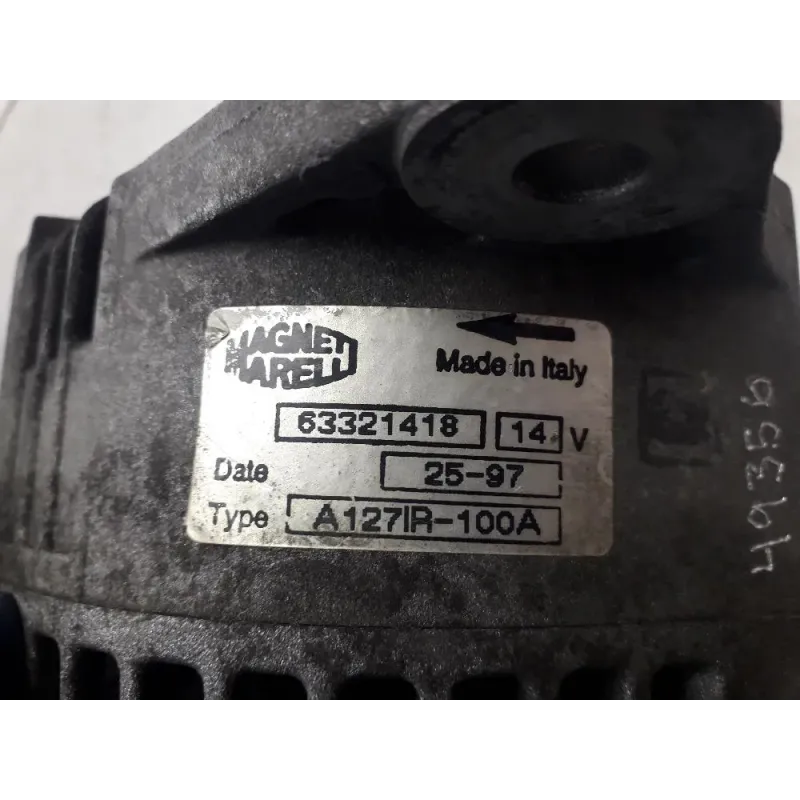 MAGNETI
MARELLI
Made in Italy
63321418 14 V
Date 25-97
Type A127IR-100A
49356